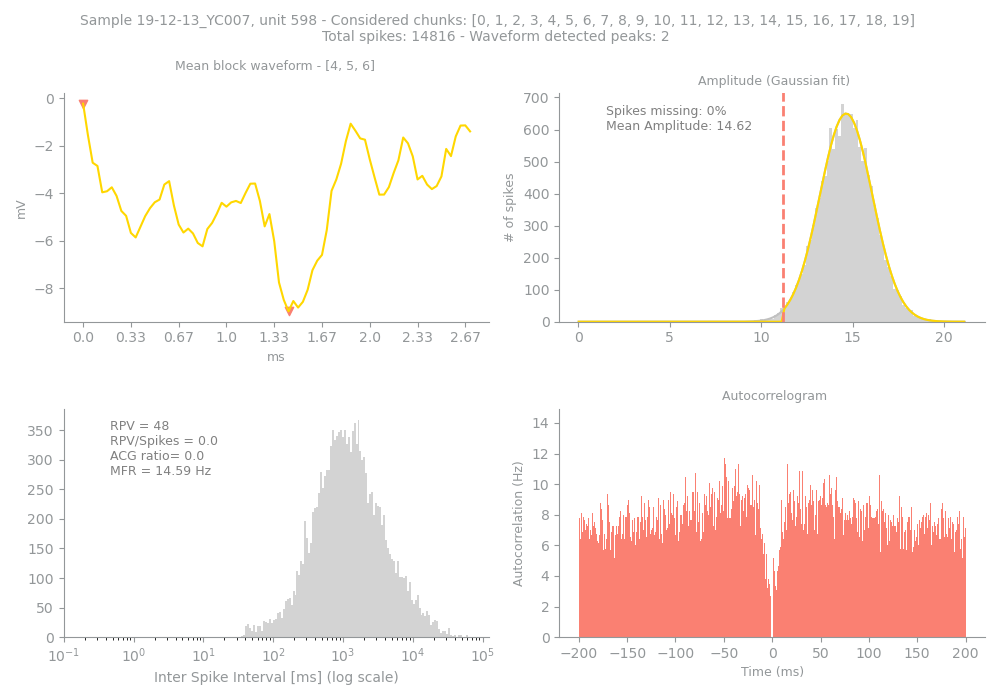 Sample 19-12-13_YC007, unit 598 - Considered chunks: [0, 1, 2, 3, 4, 5, 6, 7, 8, 9, 10, 11, 12, 13, 14, 15, 16, 17, 18, 19]
Total spikes: 14816 - Waveform detected peaks: 2
Mean block waveform - [4, 5, 6]
0
−2
−4
−6
−8
mV
0.0 0.33 0.67 1.0 1.33 1.67 2.0 2.33 2.67
ms
Amplitude (Gaussian fit)
Spikes missing: 0%
Mean Amplitude: 14.62
700
600
500
400
300
200
100
0
# of spikes
0 5 10 15 20
RPV = 48
RPV/Spikes = 0.0
ACG ratio= 0.0
MFR = 14.59 Hz
350
300
250
200
150
100
50
0
10⁻¹ 10⁰ 10¹ 10² 10³ 10⁴ 10⁵
Inter Spike Interval [ms] (log scale)
Autocorrelogram
14
12
10
8
6
4
2
0
Autocorrelation (Hz)
−200 −150 −100 −50 0 50 100 150 200
Time (ms)